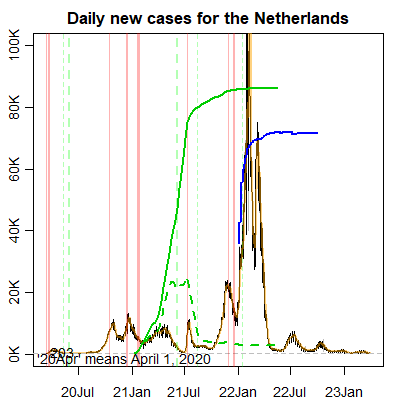 Daily new cases for the Netherlands
100K
80K
60K
40K
20K
0K
'20Apr' means April 1, 2020
20Jul
21Jan
21Jul
22Jan
22Jul
23Jan